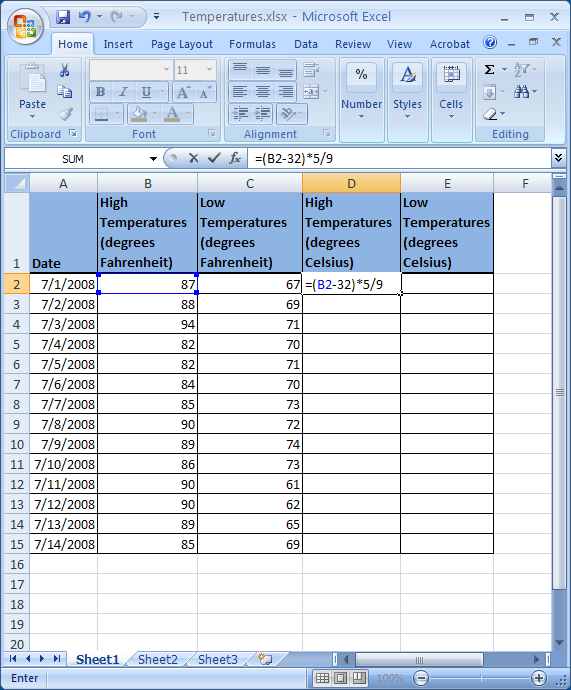 Temperatures.xlsx - Microsoft Excel
Home Insert Page Layout Formulas Data Review View Acrobat
Paste
11
B I U A A
% A
Number Styles Cells
Σ
Clipboard Font Alignment Editing
SUM fx =(B2-32)*5/9
A B C D E F
High Low High Low
Temperatures Temperatures Temperatures Temperatures
(degrees (degrees (degrees (degrees
1 Date Fahrenheit) Fahrenheit) Celsius) Celsius)
2 7/1/2008 87 67 =(B2-32)*5/9
3 7/2/2008 88 69
4 7/3/2008 94 71
5 7/4/2008 82 70
6 7/5/2008 82 71
7 7/6/2008 84 70
8 7/7/2008 85 73
9 7/8/2008 90 72
10 7/9/2008 89 74
11 7/10/2008 86 73
12 7/11/2008 90 61
13 7/12/2008 90 62
14 7/13/2008 89 65
15 7/14/2008 85 69
16
17
18
19
20
Sheet1 Sheet2 Sheet3
Enter 100%